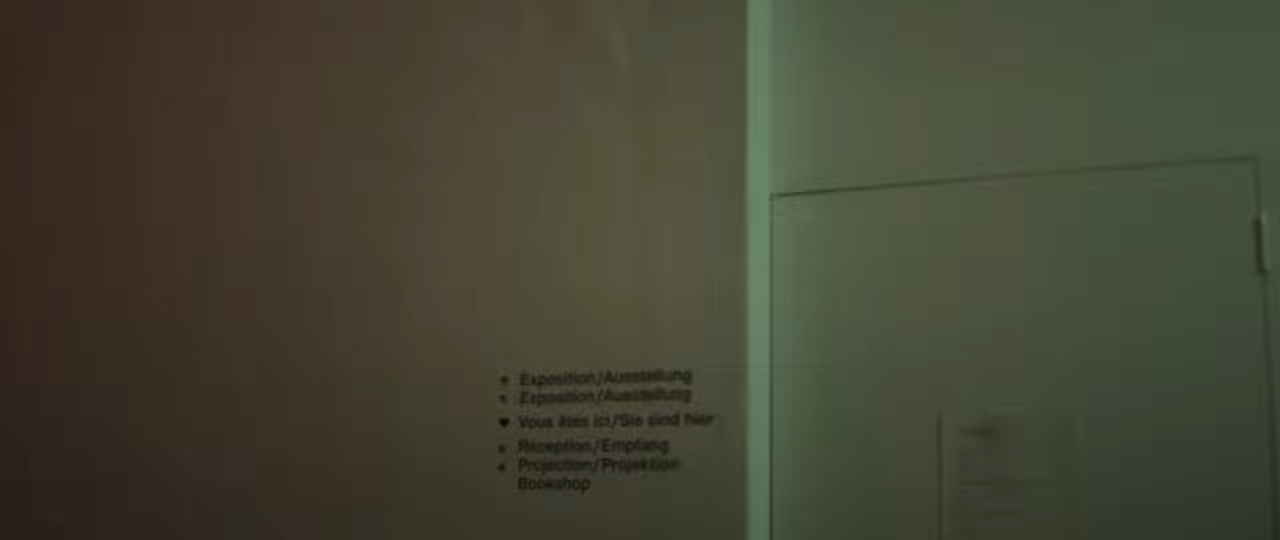 Exposition/Ausstellung
Exposition/Ausstellung
♥ Vous êtes ici/Sie sind hier
Réception/Empfang
Projection/Projektion
Bookshop